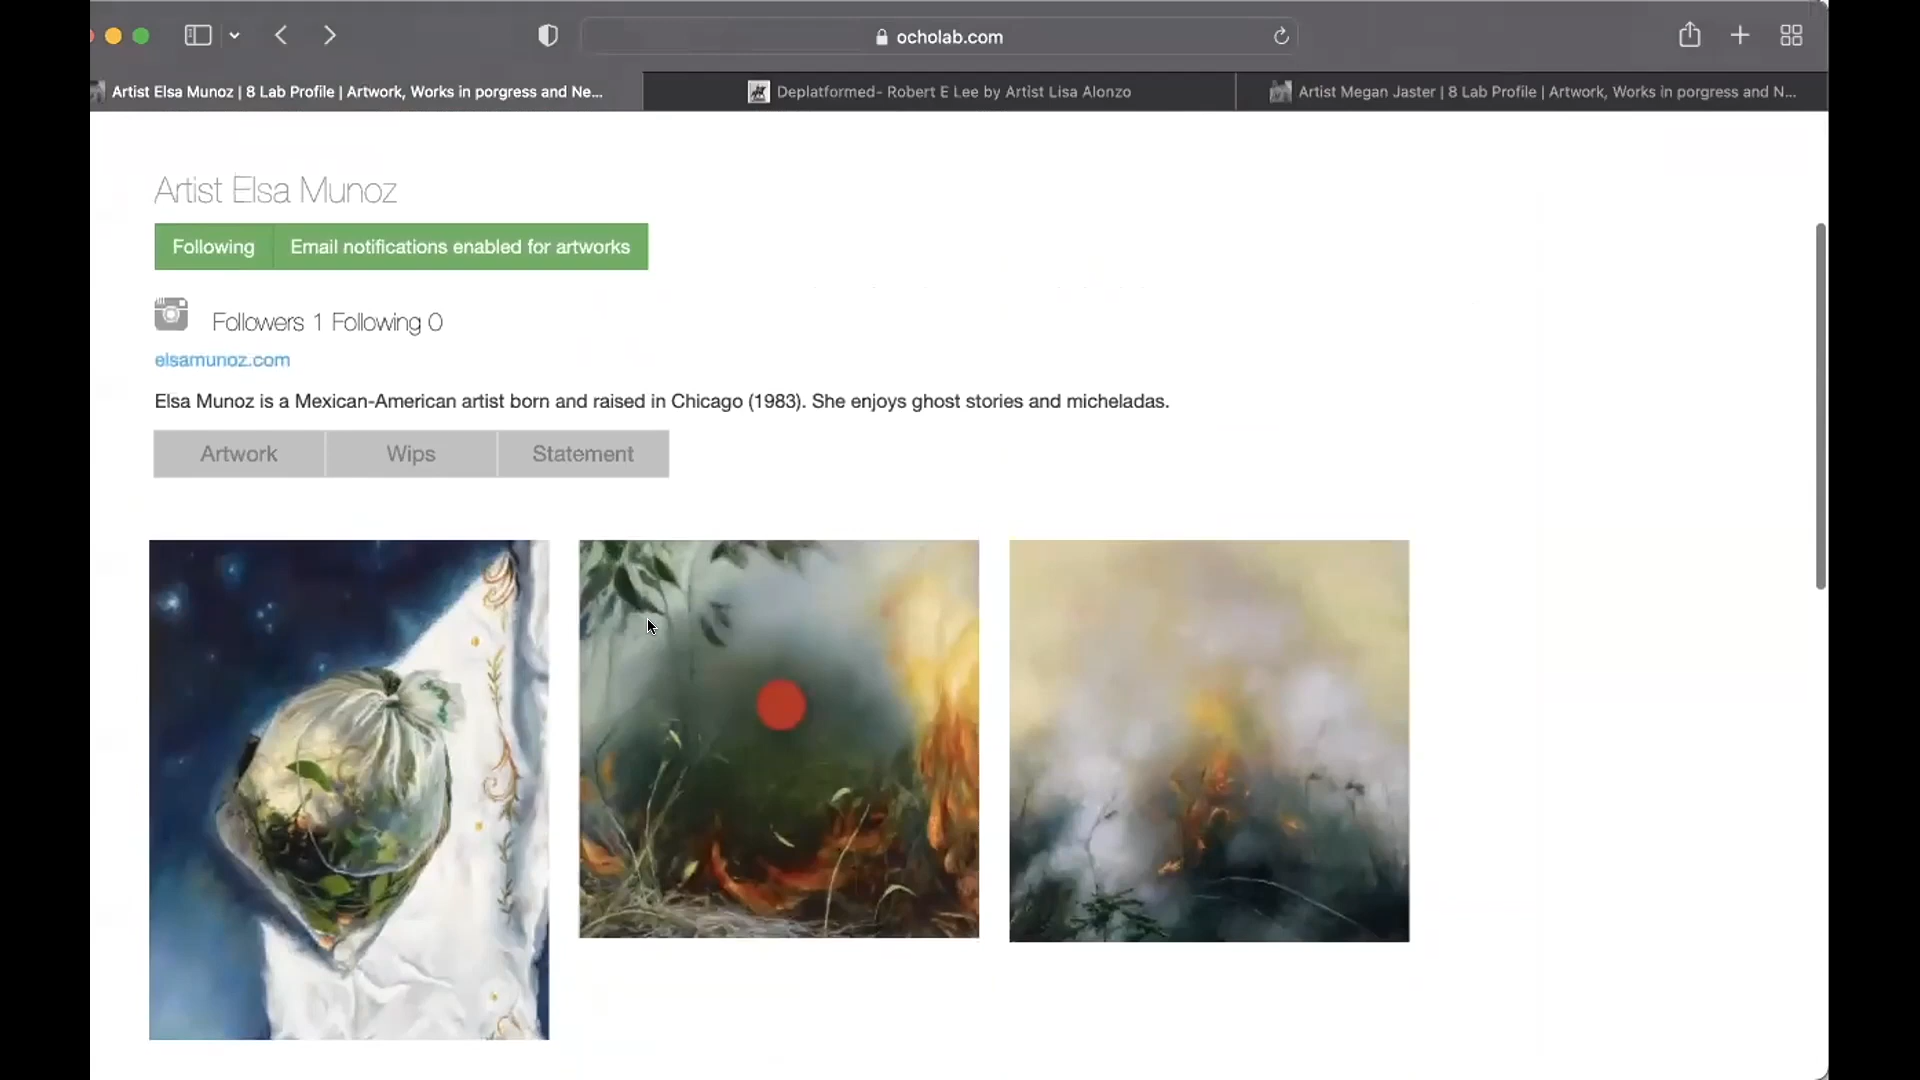 ocholab.com
Artist Elsa Munoz | 8 Lab Profile | Artwork, Works in porgress and Ne...
Deplatformed- Robert E Lee by Artist Lisa Alonzo
Artist Megan Jaster | 8 Lab Profile | Artwork, Works in porgress and N...
Artist Elsa Munoz
Following
Email notifications enabled for artworks
Followers 1 Following 0
elsamunoz.com
Elsa Munoz is a Mexican-American artist born and raised in Chicago (1983). She enjoys ghost stories and micheladas.
Artwork
Wips
Statement